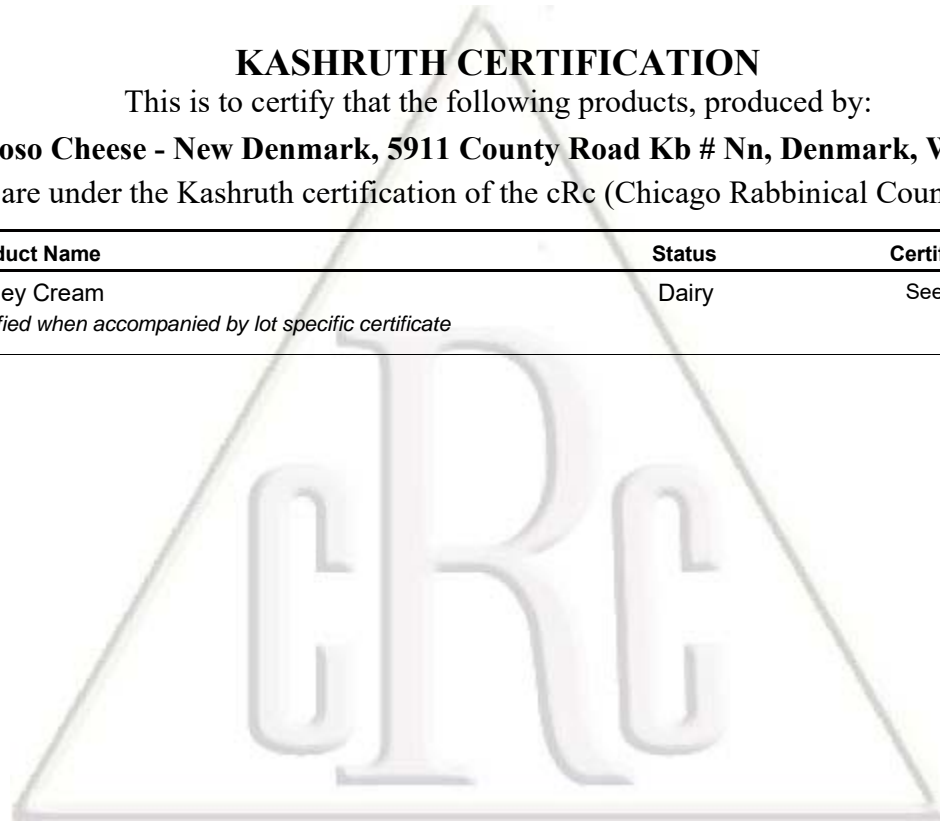 KASHRUTH CERTIFICATION
This is to certify that the following products, produced by:
oso Cheese - New Denmark, 5911 County Road Kb # Nn, Denmark, W
are under the Kashruth certification of the cRc (Chicago Rabbinical Coun
duct Name Status Certif
ey Cream Dairy See
fied when accompanied by lot specific certificate
cRc